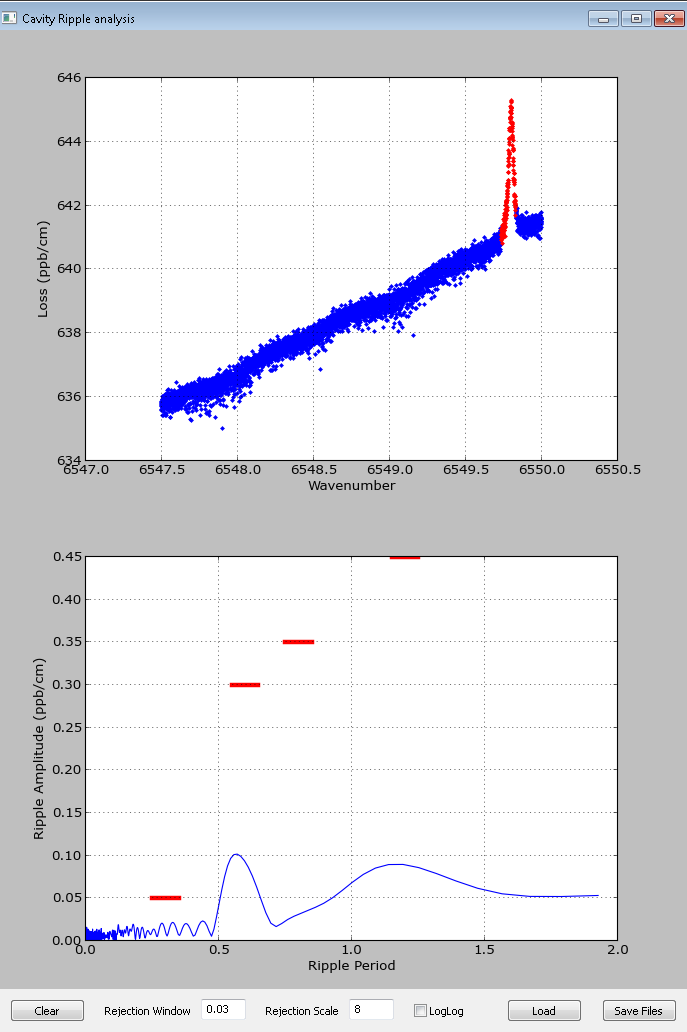 Cavity Ripple analysis
646
644
642
640
638
636
634
Loss (ppb/cm)
6547.0 6547.5 6548.0 6548.5 6549.0 6549.5 6550.0 6550.5
Wavenumber
0.45
0.40
0.35
0.30
0.25
0.20
0.15
0.10
0.05
0.00
Ripple Amplitude (ppb/cm)
0.0 0.5 1.0 1.5 2.0
Ripple Period
Clear Rejection Window 0.03 Rejection Scale 8 LogLog Load Save Files